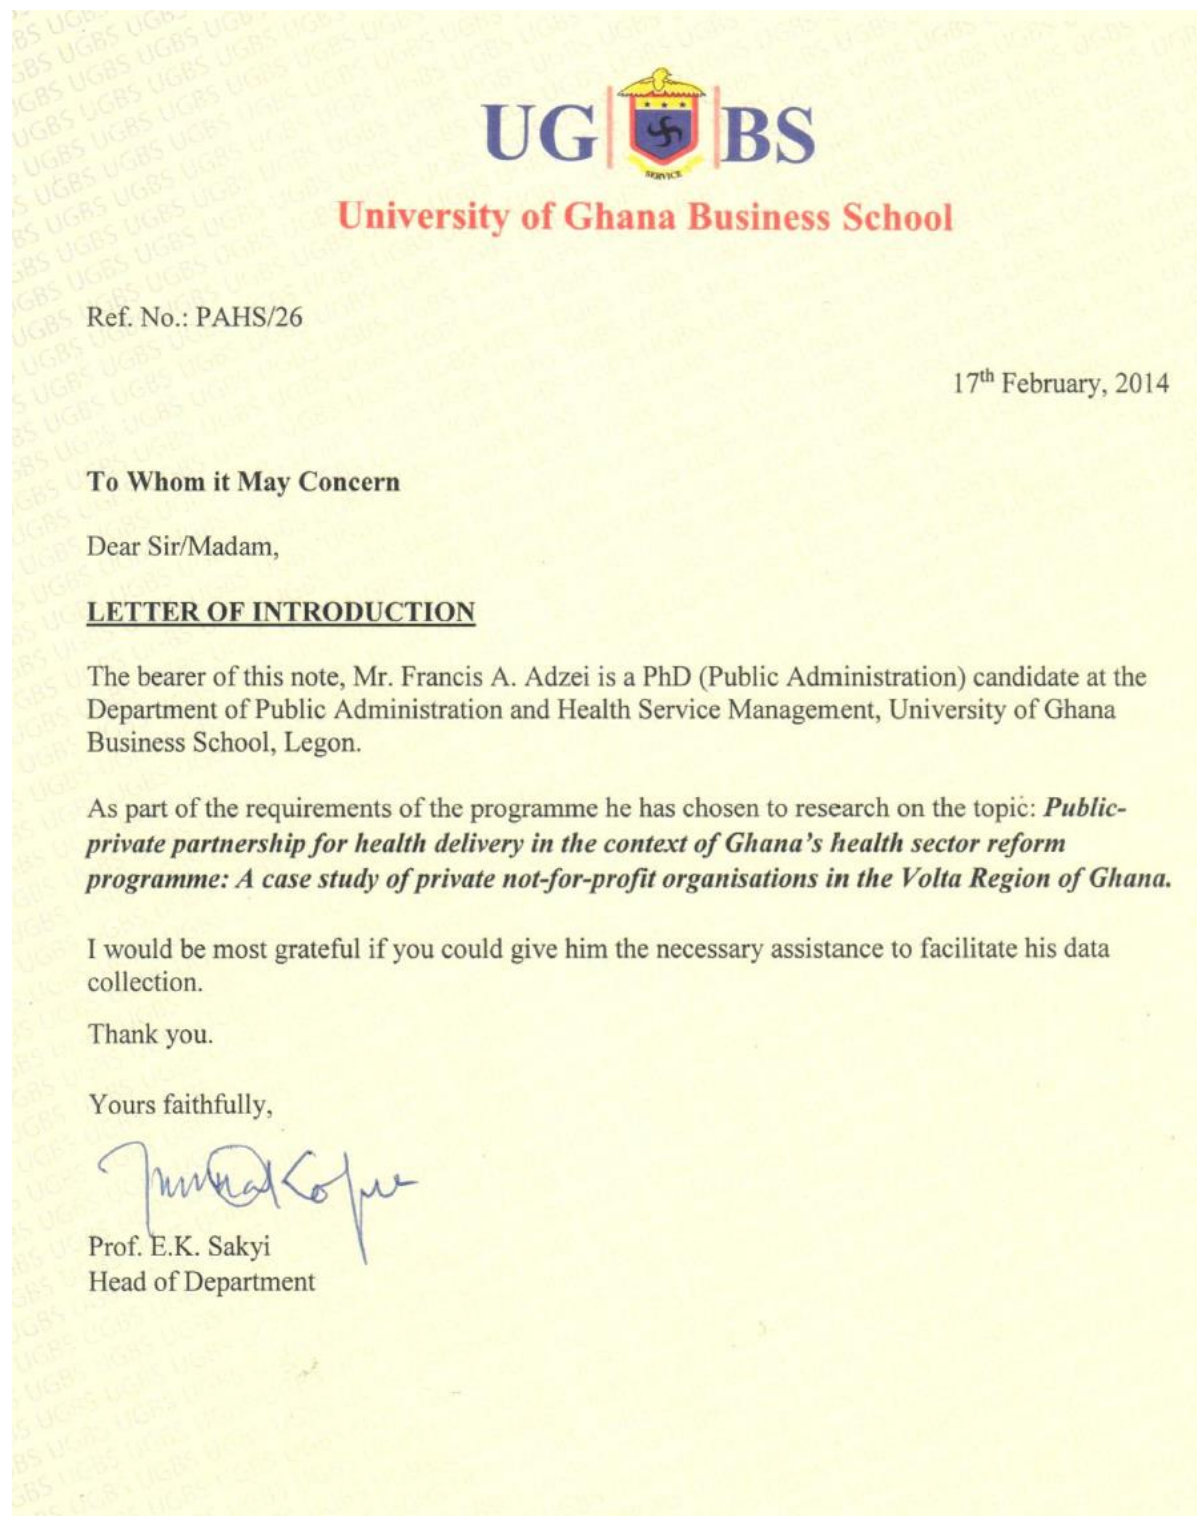 UG BS
SERVICE
University of Ghana Business School
Ref. No.: PAHS/26
17th February, 2014
To Whom it May Concern
Dear Sir/Madam,
LETTER OF INTRODUCTION
The bearer of this note, Mr. Francis A. Adzei is a PhD (Public Administration) candidate at the
Department of Public Administration and Health Service Management, University of Ghana
Business School, Legon.
As part of the requirements of the programme he has chosen to research on the topic: Public-
private partnership for health delivery in the context of Ghana's health sector reform
programme: A case study of private not-for-profit organisations in the Volta Region of Ghana.
I would be most grateful if you could give him the necessary assistance to facilitate his data
collection.
Thank you.
Yours faithfully,
Prof. E.K. Sakyi
Head of Department